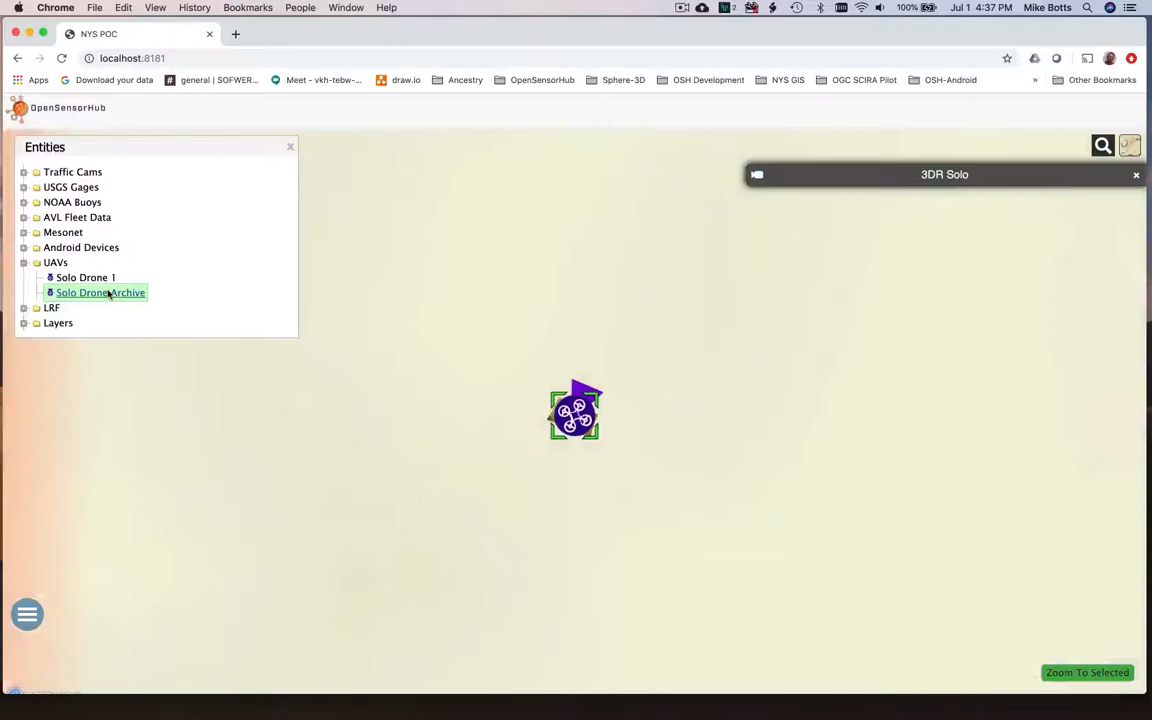 Chrome File Edit View History Bookmarks People Window Help 2 100% Jul 1 4:37 PM Mike Botts
NYS POC
localhost:8181
Apps Download your data general | SOFWER... Meet - vkh-tebw-... draw.io Ancestry OpenSensorHub Sphere-3D OSH Development NYS GIS OGC SCIRA Pilot OSH-Android » Other Bookmarks
OpenSensorHub
Entities x
Traffic Cams
USGS Gages
NOAA Buoys
AVL Fleet Data
Mesonet
Android Devices
UAVs
Solo Drone 1
Solo Drone Archive
LRF
Layers
3DR Solo ×
Zoom To Selected